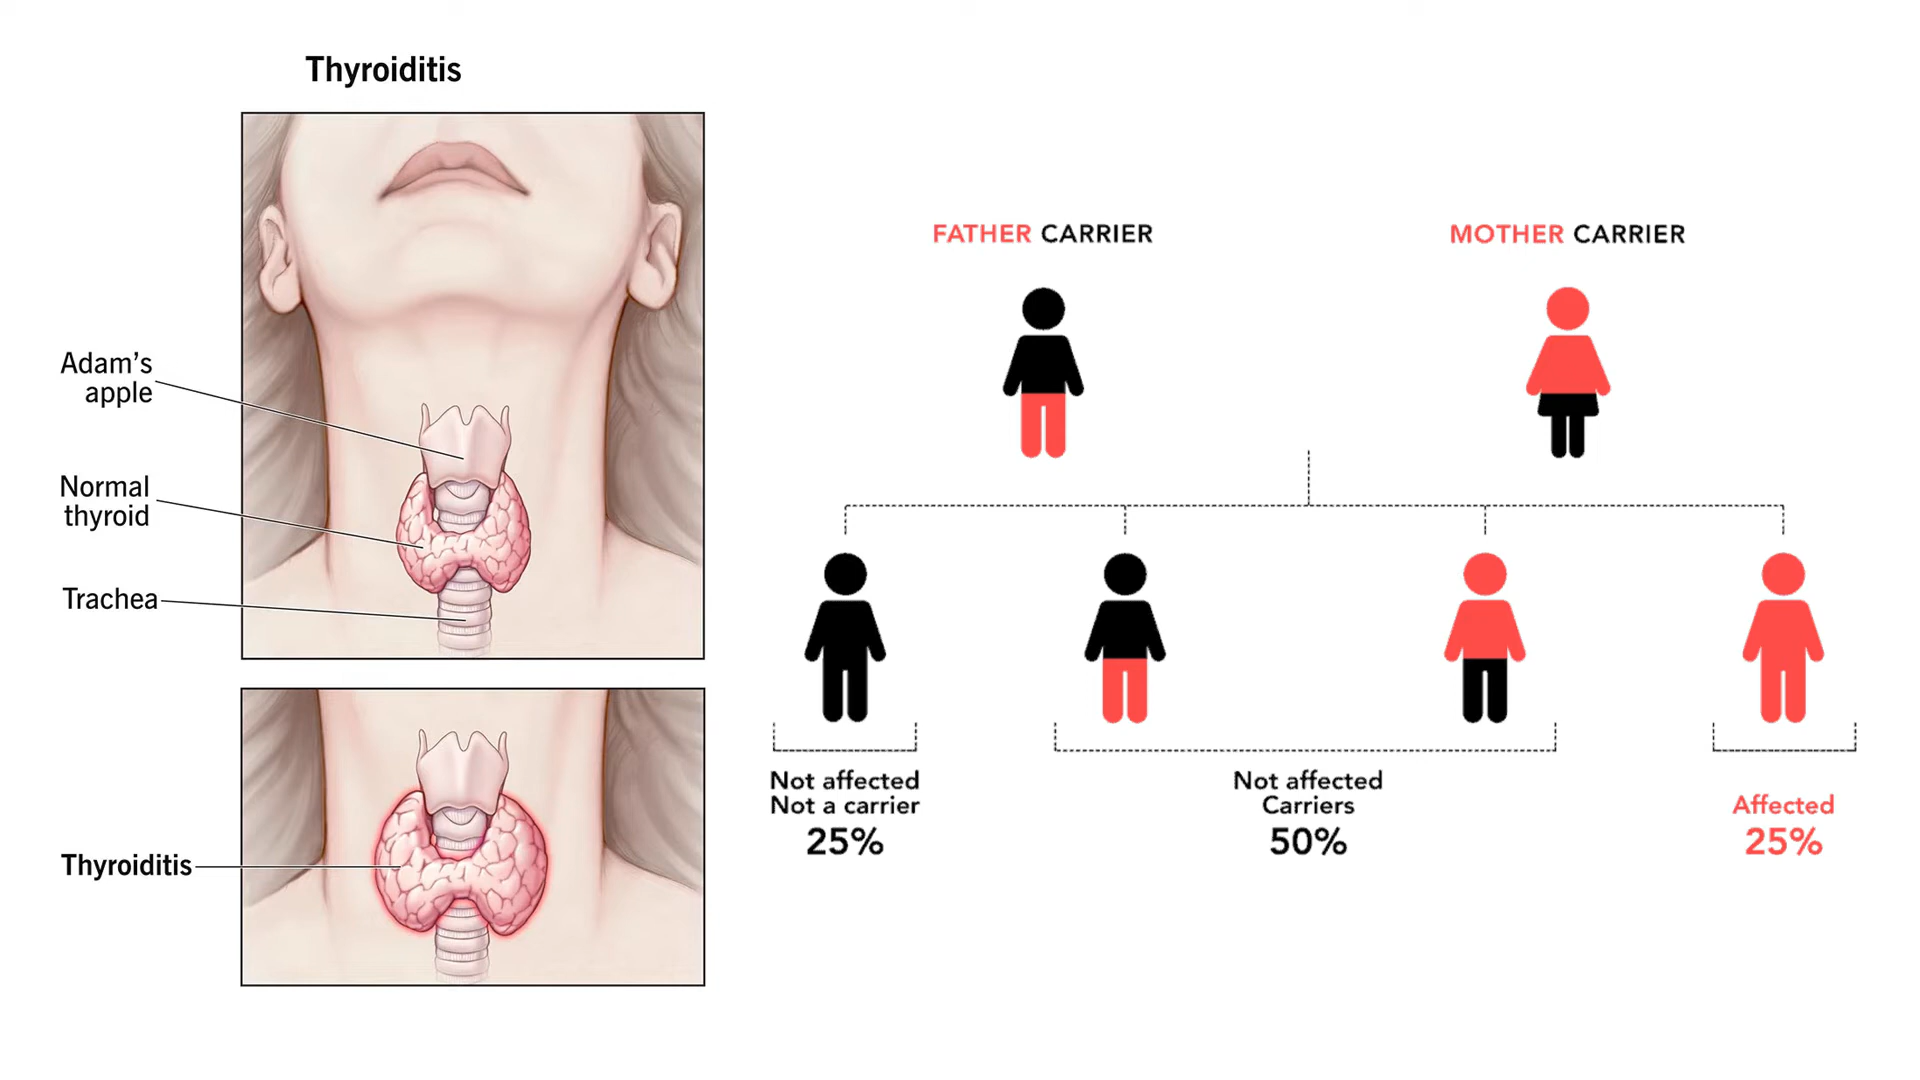 Thyroiditis
Adam’s
apple
Normal
thyroid
Trachea
Thyroiditis
FATHER CARRIER
MOTHER CARRIER
Not affected
Not a carrier
25%
Not affected
Carriers
50%
Affected
25%